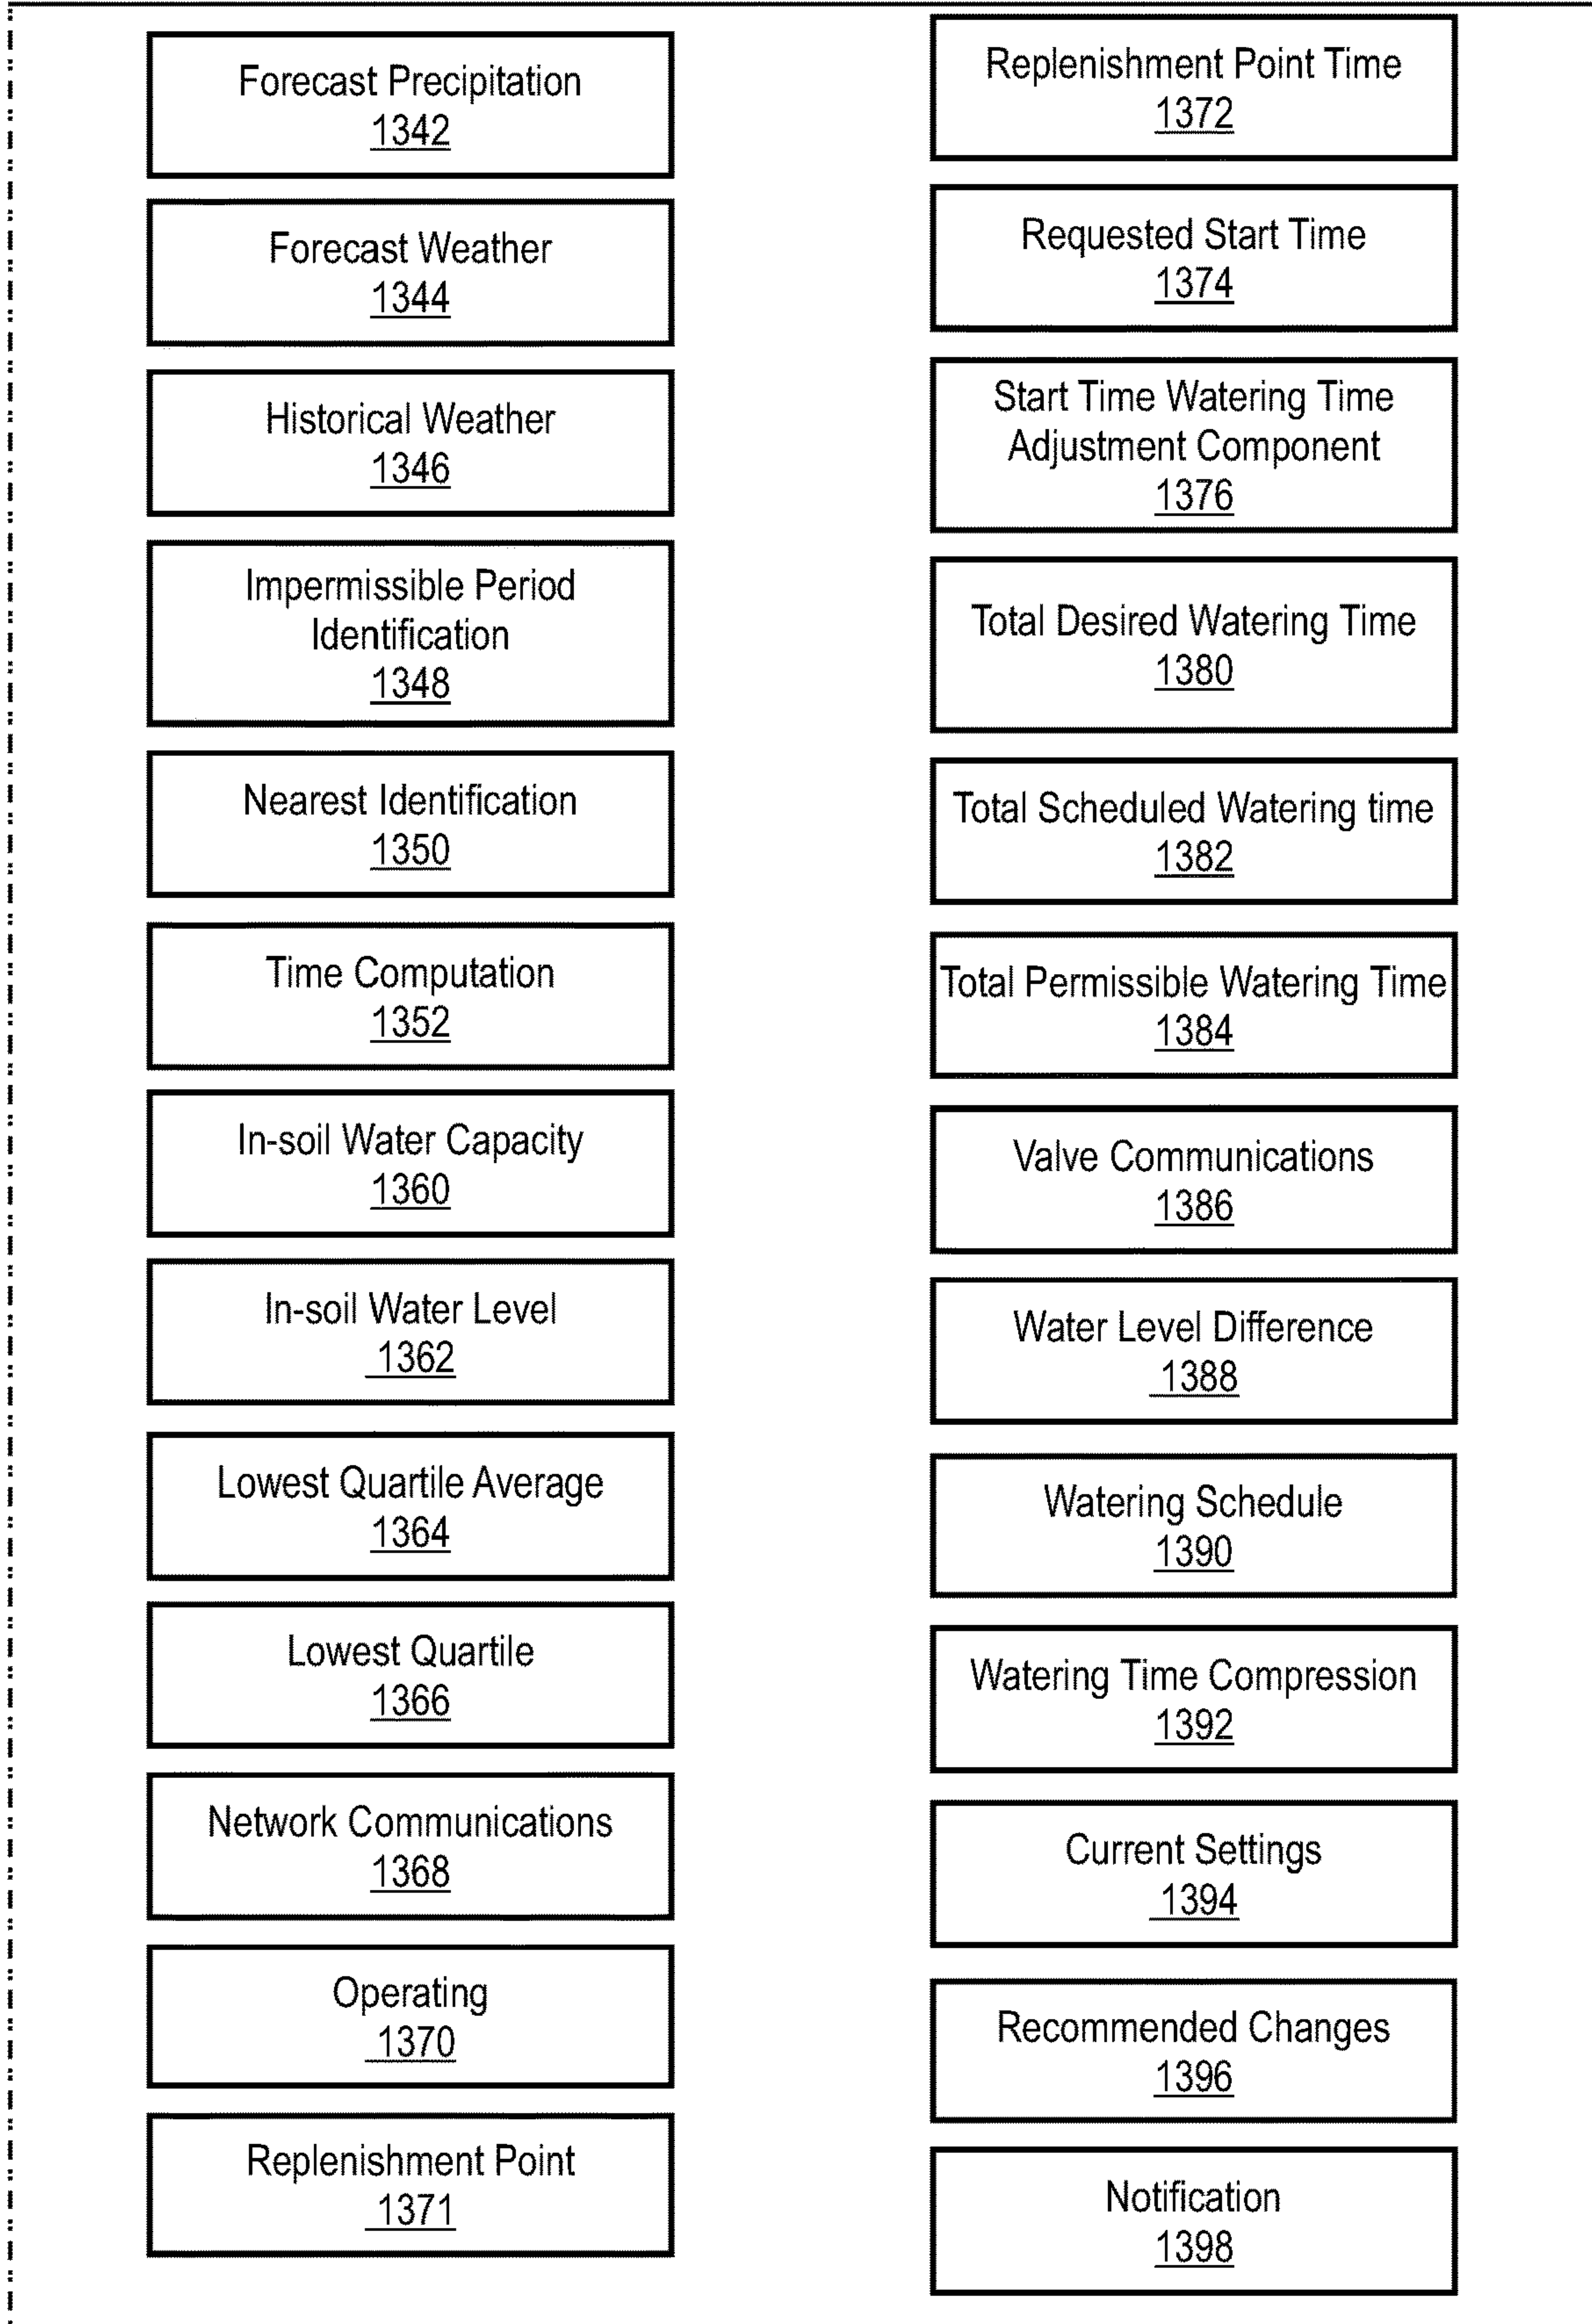 Forecast Precipitation
1342
Forecast Weather
1344
Historical Weather
1346
Impermissible Period
Identification
1348
Nearest Identification
1350
Time Computation
1352
In-soil Water Capacity
1360
In-soil Water Level
1362
Lowest Quartile Average
1364
Lowest Quartile
1366
Network Communications
1368
Operating
1370
Replenishment Point
1371
Replenishment Point Time
1372
Requested Start Time
1374
Start Time Watering Time
Adjustment Component
1376
Total Desired Watering Time
1380
Total Scheduled Watering time
1382
Total Permissible Watering Time
1384
Valve Communications
1386
Water Level Difference
1388
Watering Schedule
1390
Watering Time Compression
1392
Current Settings
1394
Recommended Changes
1396
Notification
1398